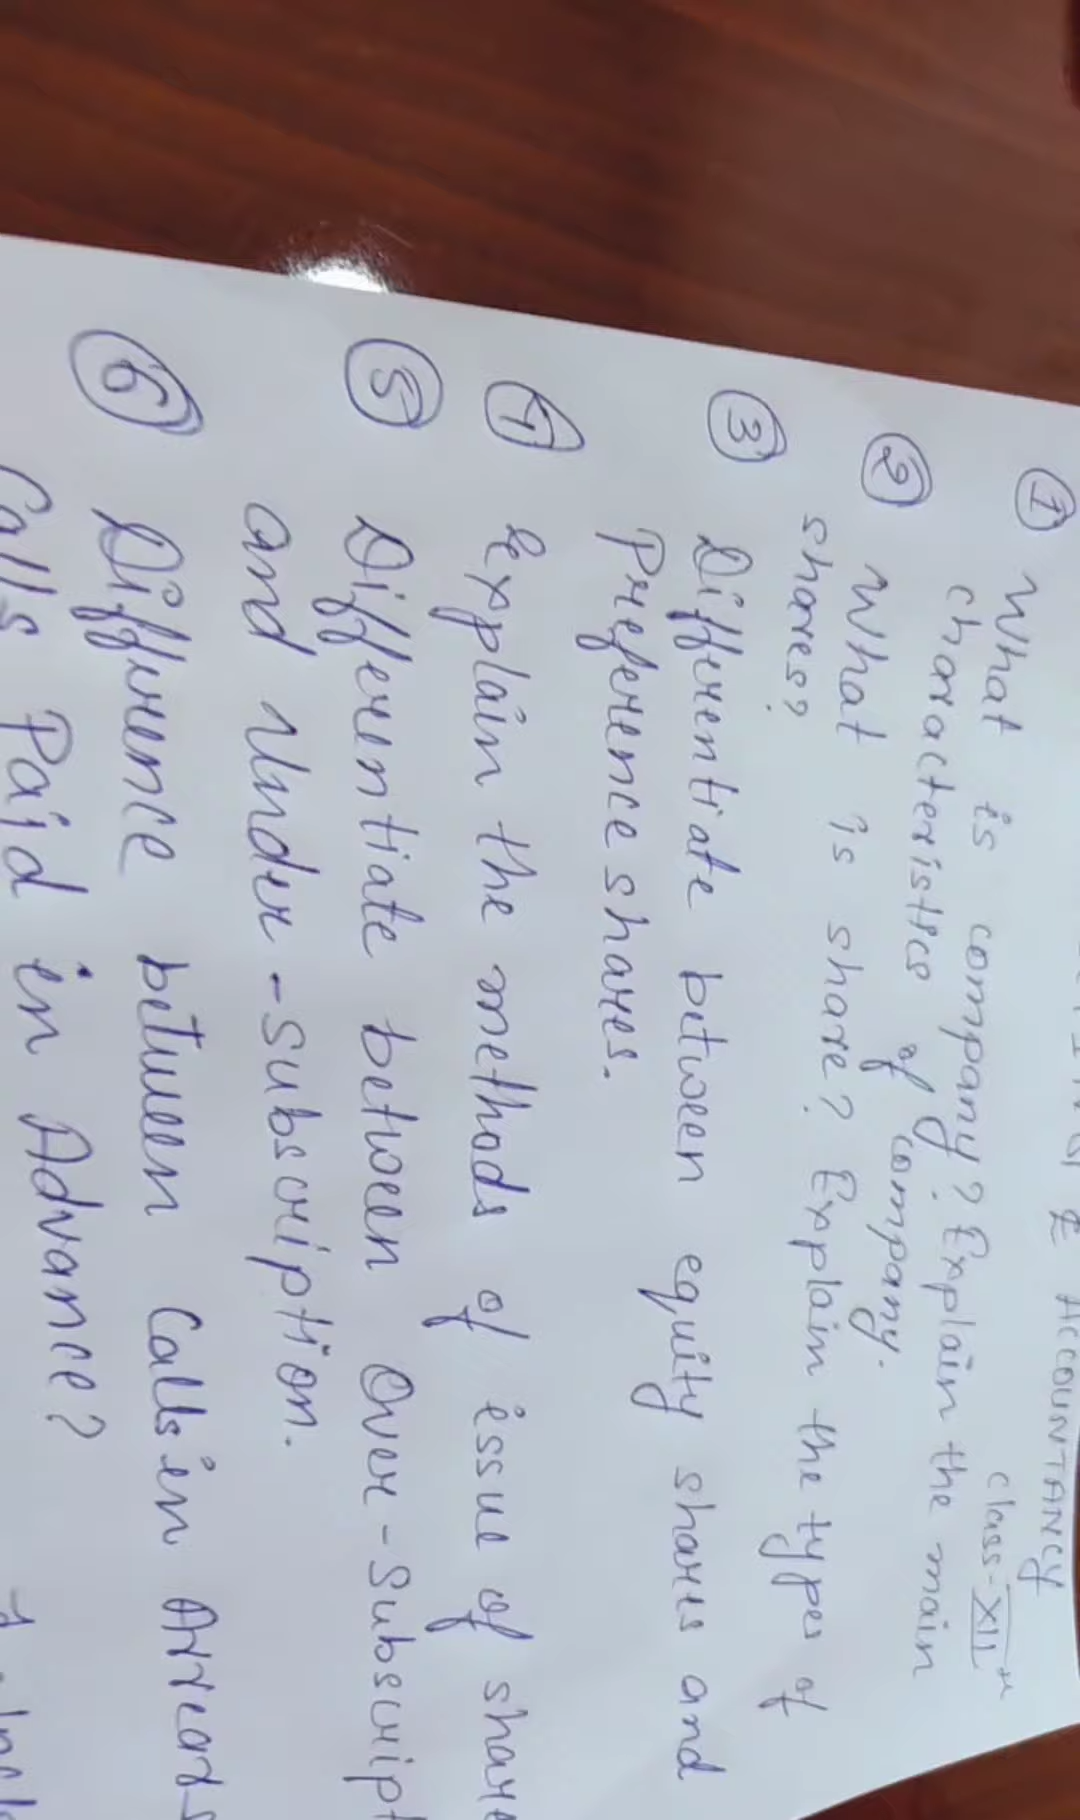 & ACCOUNTANCY
Class-XII th
① What is company? Explain the main
characteristics of company.
② What is share? Explain the types of
shares?
③ Differentiate between equity shares and
Preference shares.
④ Explain the methods of issue of share
⑤ Differentiate between Over-Subscript
and Under-Subscription.
⑥ Difference between Calls in Arrears
Calls Paid in Advance?